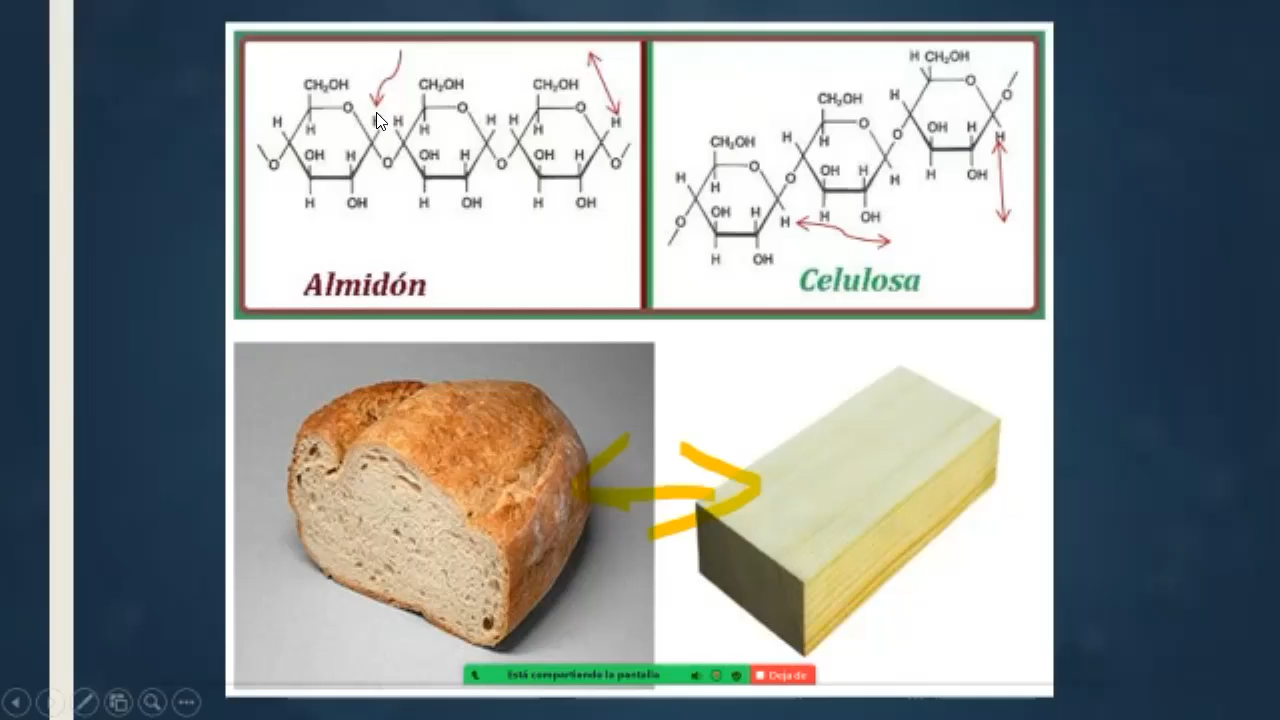 CH₂OH CH₂OH CH₂OH
H O H H O H H O H
H H H
O OH H O OH H O OH H O
H OH H OH H OH
Almidón
H CH₂OH
O
CH₂OH H O
O OH H H
CH₂OH H H O H OH
H O O OH H H
H H OH
O OH H H
H OH
Celulosa
Está compartiendo la pantalla
Deja de